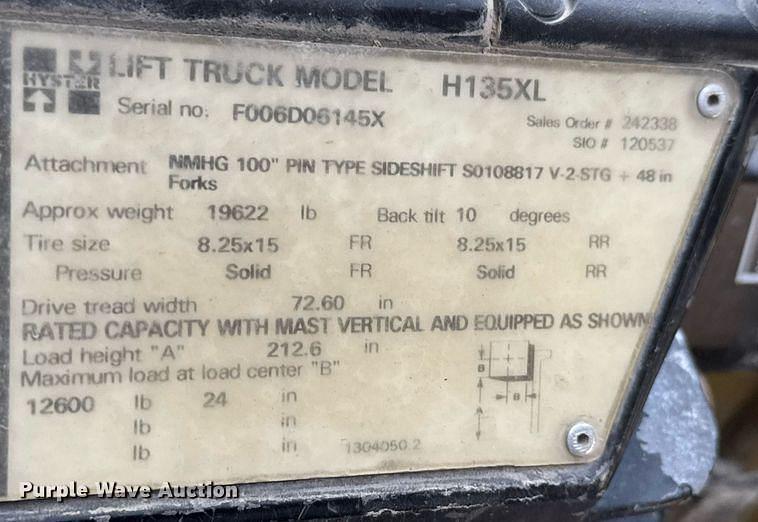 HYSTER LIFT TRUCK MODEL H135XL
Serial no: F006D06145X Sales Order # 242338
SIO # 120537
Attachment NMHG 100" PIN TYPE SIDESHIFT S0108817 V-2-STG + 48 in
Forks
Approx weight 19622 lb Back tilt 10 degrees
Tire size 8.25x15 FR 8.25x15 RR
Pressure Solid FR Solid RR
Drive tread width 72.60 in
RATED CAPACITY WITH MAST VERTICAL AND EQUIPPED AS SHOWN
Load height "A" 212.6 in
Maximum load at load center "B"
12600 lb 24 in
lb in
lb in
B
B
A
1304050 2
Purple Wave Auction